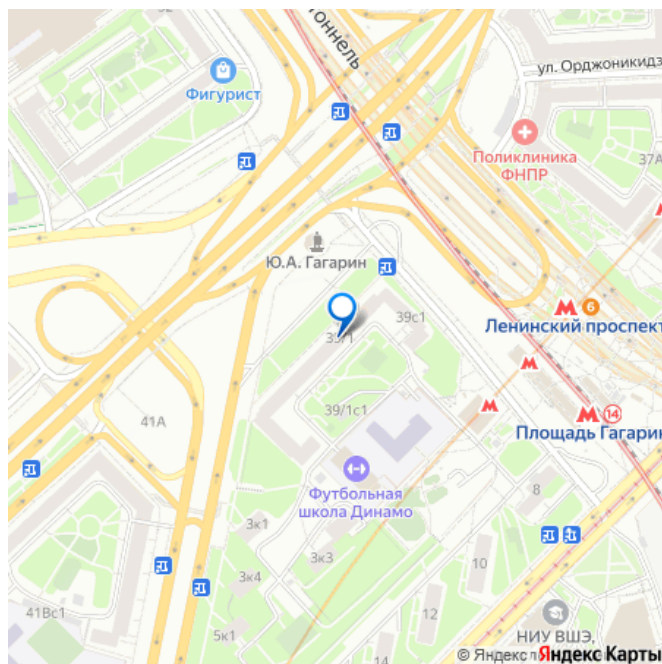 32
тоннель
ул. Орджоникидз
Фигурист
Поликлиника
ФНПР
37А
Ю.А. Гагарин
6
39с1
Ленинский проспект
14
Площадь Гагарин
39/1с1
41А
Футбольная
школа Динамо
8
3к1
3к3
10
3к4
12
41Вс1
НИУ ВШЭ,
5к1
14
© Яндекс
Яндекс Карты